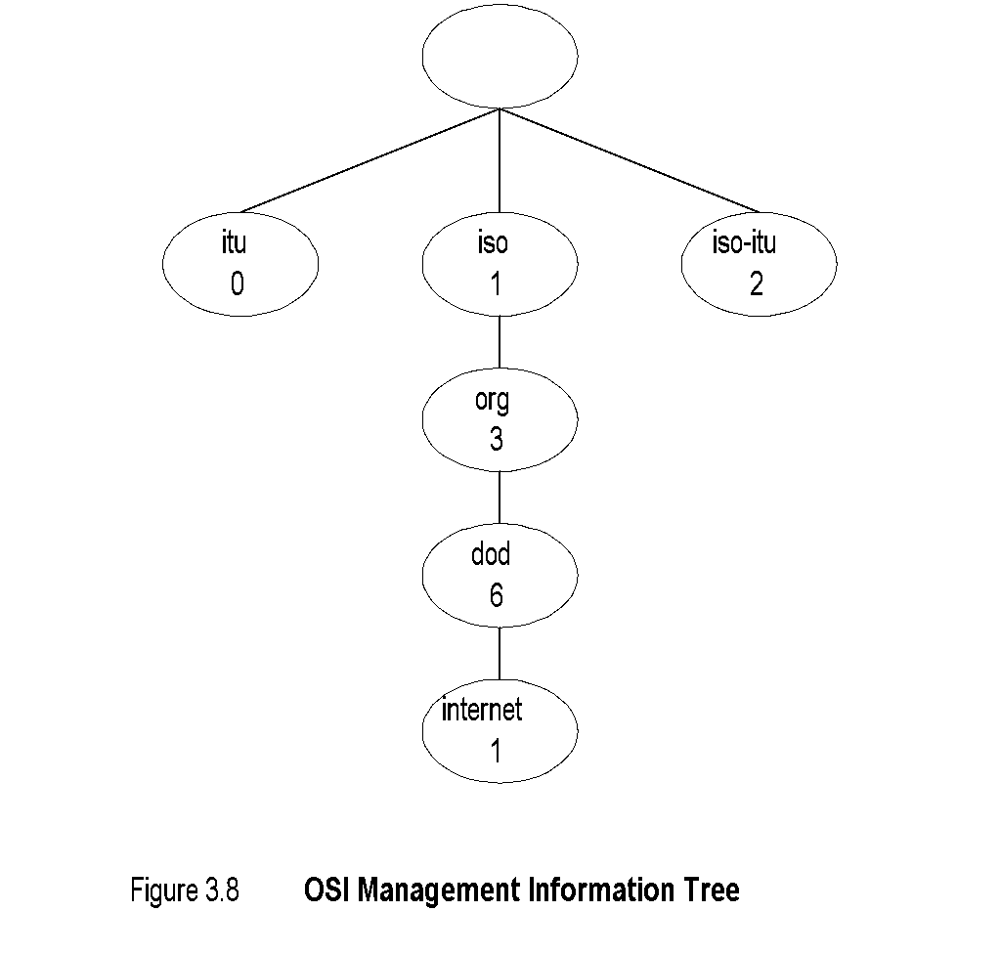 itu
0
iso
1
iso-itu
2
org
3
dod
6
internet
1
Figure 3.8 OSI Management Information Tree